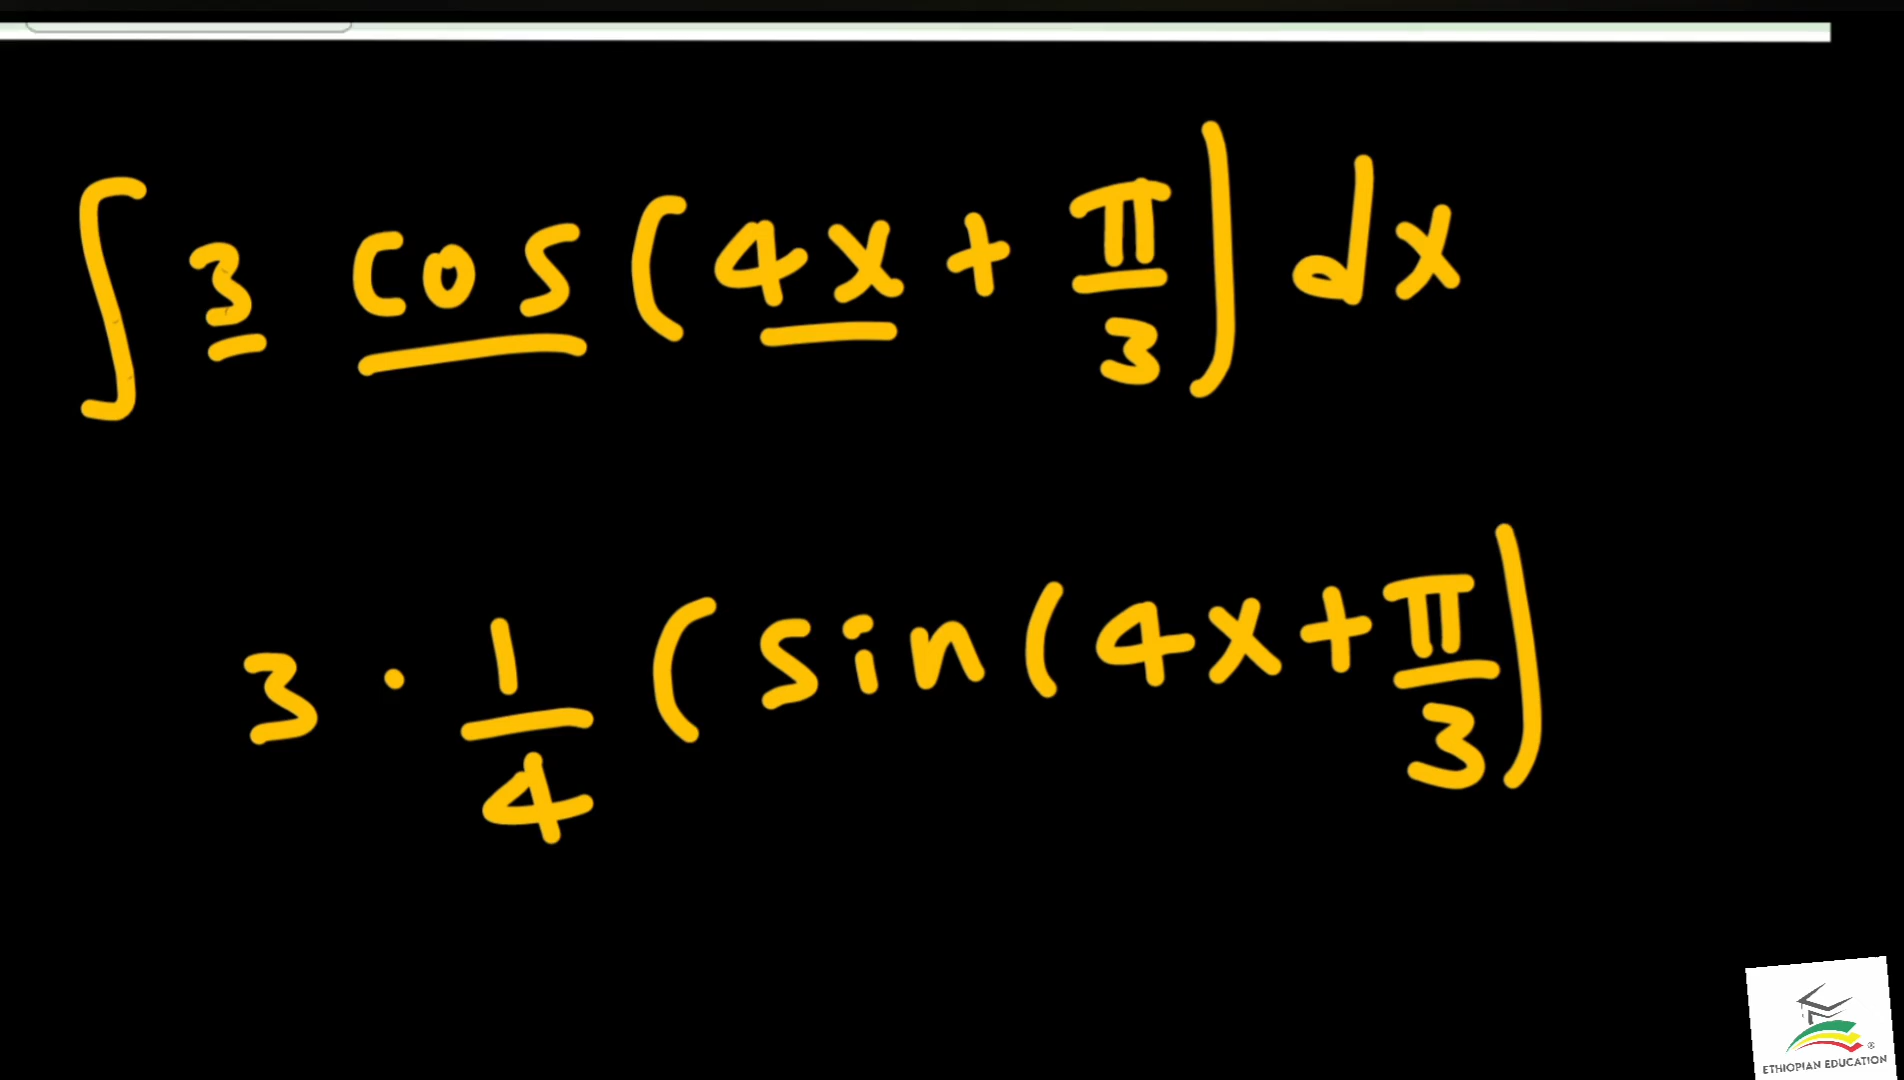 ∫ 3 cos (4x + π/3) dx
3 · 1/4 (sin(4x + π/3)
ETHIOPIAN EDUCATION